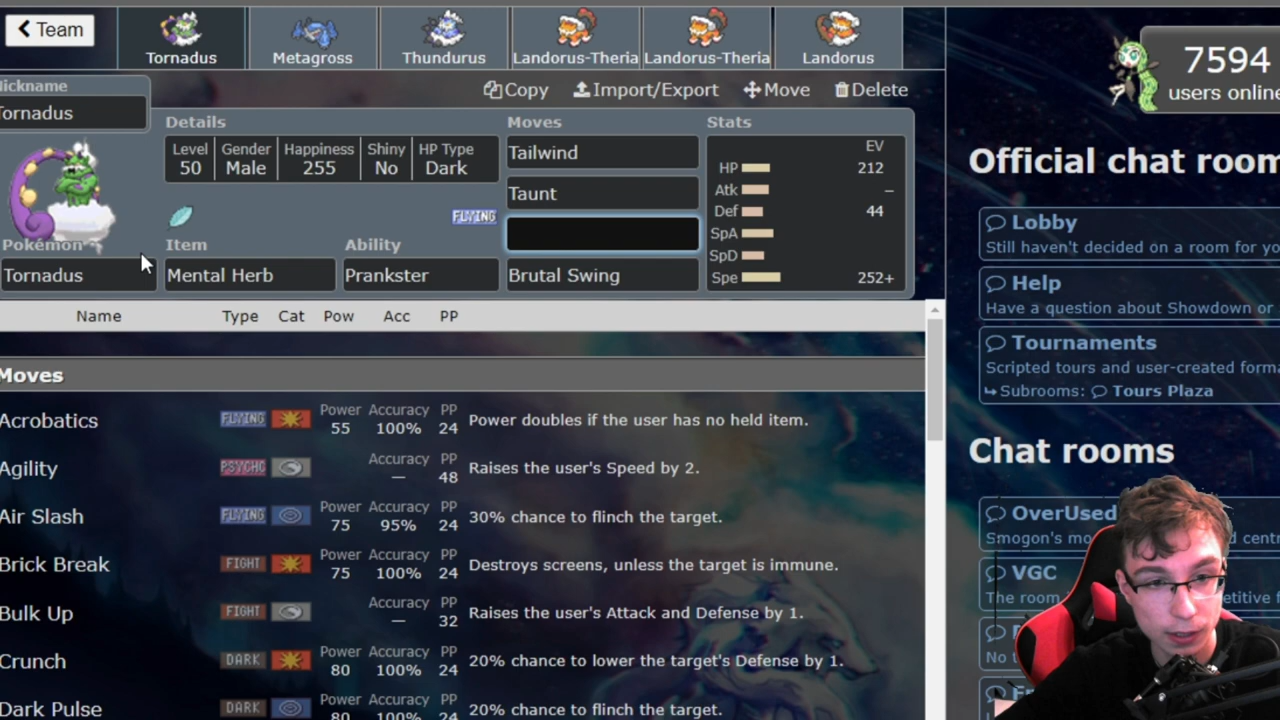 Team
Tornadus
Metagross
Thundurus
Landorus-Theria
Landorus-Theria
Landorus
Nickname
Tornadus
Copy
Import/Export
Move
Delete
Details
Level
50
Gender
Male
Happiness
255
Shiny
No
HP Type
Dark
FLYING
Pokémon
Tornadus
Item
Mental Herb
Ability
Prankster
Moves
Tailwind
Taunt
Brutal Swing
Stats
EV
HP 212
Atk –
Def 44
SpA
SpD
Spe 252+
Name Type Cat Pow Acc PP
Moves
Acrobatics FLYING Power 55 Accuracy 100% PP 24 Power doubles if the user has no held item.
Agility PSYCHC Accuracy — PP 48 Raises the user's Speed by 2.
Air Slash FLYING Power 75 Accuracy 95% PP 24 30% chance to flinch the target.
Brick Break FIGHT Power 75 Accuracy 100% PP 24 Destroys screens, unless the target is immune.
Bulk Up FIGHT Accuracy — PP 32 Raises the user's Attack and Defense by 1.
Crunch DARK Power 80 Accuracy 100% PP 24 20% chance to lower the target's Defense by 1.
Dark Pulse DARK Power 80 Accuracy 100% PP 24 20% chance to flinch the target.
7594
users online
Official chat room
Lobby
Still haven't decided on a room for yo
Help
Have a question about Showdown or
Tournaments
Scripted tours and user-created forma
Subrooms: Tours Plaza
Chat rooms
OverUsed
Smogon's mo
d centr
VGC
The room
etitive f
No t